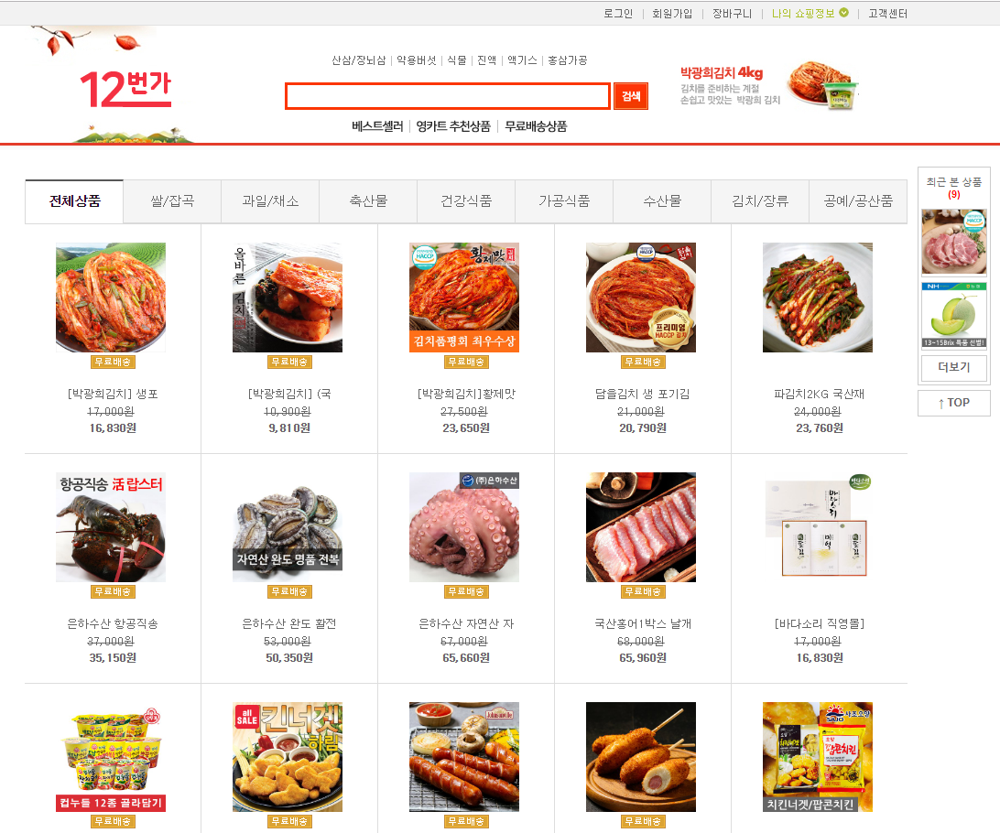 로그인 | 회원가입 | 장바구니 | 나의 쇼핑정보 | 고객센터
12번가
산삼/장뇌삼 | 약용버섯 | 식물 | 진액 | 액기스 | 홍삼가공
검색
베스트셀러 | 영카트 추천상품 | 무료배송상품
박광희김치 4kg
김치를 준비하는 계절
손쉽고 맛있는 박광희 김치
전체상품 쌀/잡곡 과일/채소 축산물 건강식품 가공식품 수산물 김치/장류 공예/공산품
최근 본 상품
(9)
HACCP
NH
13~15Brix 특품 선별!
더보기
↑ TOP
올바른 김치
HACCP
황제맛
김치품평회 최우수상
HACCP
프리미엄
HACCP 김치
무료배송 무료배송 무료배송 무료배송
[박광희김치] 생포 [박광희김치] (국 [박광희김치]황제맛 담을김치 생 포기김 파김치2KG 국산재
17,000원 10,900원 27,500원 21,000원 24,000원
16,830원 9,810원 23,650원 20,790원 23,760원
항공직송 活 랍스터
자연산 완도 명품 전복
(주)은하수산
바다소리
미역
무료배송 무료배송 무료배송 무료배송
은하수산 항공직송 은하수산 완도 활전 은하수산 자연산 자 국산홍어1박스 날개 [바다소리 직영몰]
37,000원 53,000원 67,000원 68,000원 17,000원
35,150원 50,350원 65,660원 65,960원 16,830원
컵누들 12종 골라담기
all SALE
킨너겟
하림
Johnsonville
사조오양
SAJO
팝콘치킨
치킨너겟/팝콘치킨
무료배송 무료배송 무료배송 무료배송